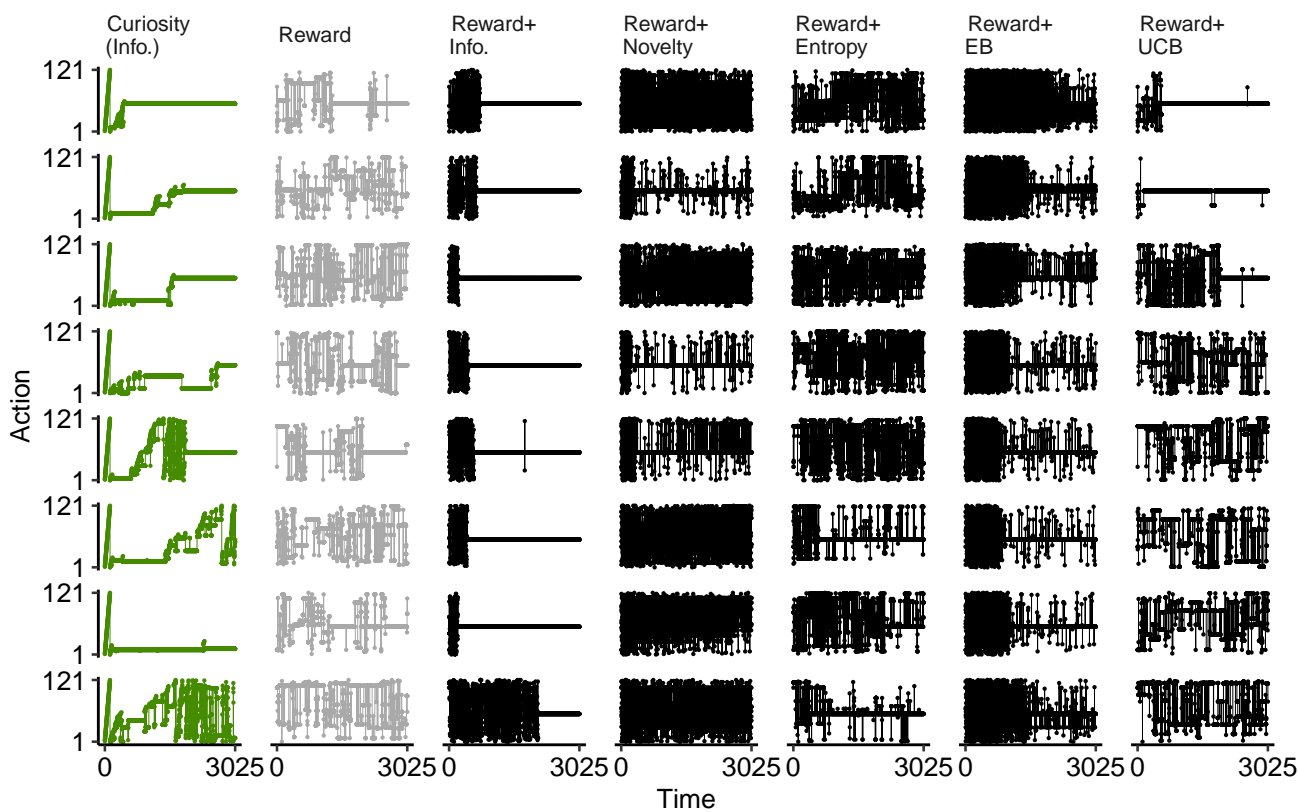 Curiosity
(Info.)
Reward
Reward+
Info.
Reward+
Novelty
Reward+
Entropy
Reward+
EB
Reward+
UCB
Action
121
1
121
1
121
1
121
1
121
1
121
1
121
1
121
1
0 3025
0 3025
0 3025
0 3025
0 3025
0 3025
0 3025
Time